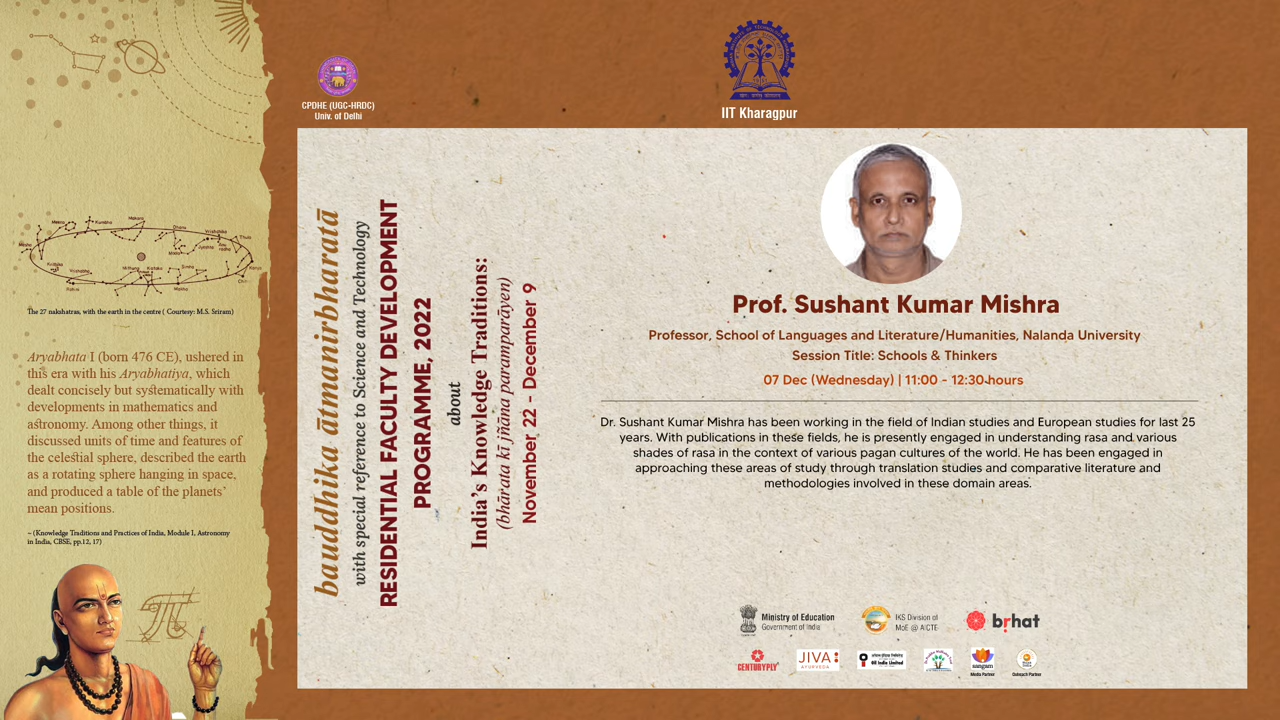 CPDHE (UGC-HRDC)
Univ. of Delhi
IIT Kharagpur
Makara
Kumbha
Dhanu
The 27 nakshatras, with the earth in the centre ( Courtesy: M.S. Sriram)
Aryabhata I (born 476 CE), ushered in
this era with his Aryabhatiya, which
dealt concisely but systematically with
developments in mathematics and
astronomy. Among other things, it
discussed units of time and features of
the celestial sphere, described the earth
as a rotating sphere hanging in space,
and produced a table of the planets'
mean positions.
~ (Knowledge Traditions and Practices of India, Module I, Astronomy
in India, CBSE, pp.12, 17)
bauddhika ātmanirbharatā
with special reference to Science and Technology
RESIDENTIAL FACULTY DEVELOPMENT
PROGRAMME, 2022
about
India's Knowledge Traditions:
(bhārata kī jñāna paramparāyen)
November 22 - December 9
Prof. Sushant Kumar Mishra
Professor, School of Languages and Literature/Humanities, Nalanda University
Session Title: Schools & Thinkers
07 Dec (Wednesday) | 11:00 - 12:30 hours
Dr. Sushant Kumar Mishra has been working in the field of Indian studies and European studies for last 25
years. With publications in these fields, he is presently engaged in understanding rasa and various
shades of rasa in the context of various pagan cultures of the world. He has been engaged in
approaching these areas of study through translation studies and comparative literature and
methodologies involved in these domain areas.
Ministry of Education
Government of India
IKS Division of
MoE @ AICTE
brhat
CENTURYPLY
JIVA
AYURVEDA
Oil India Limited
sangam
Media Partner
Outreach Partner